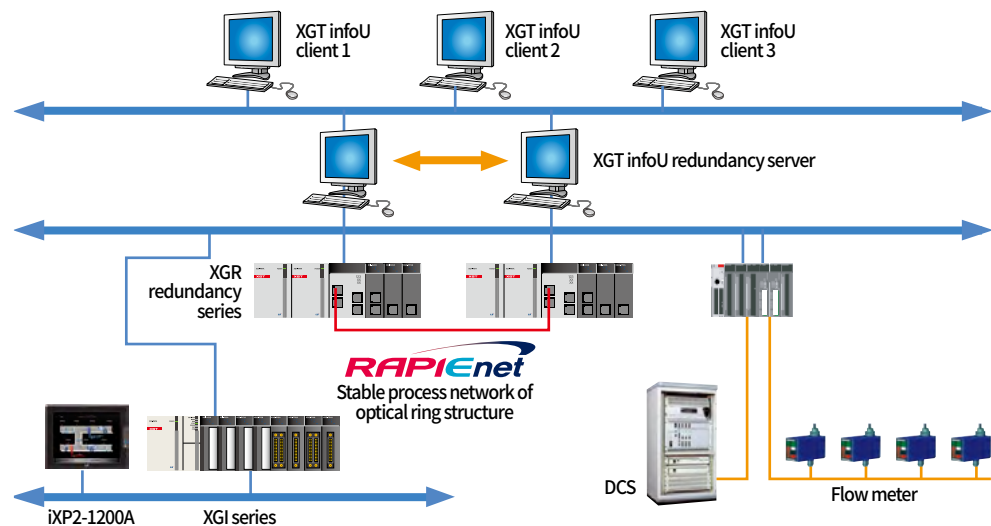 XGT infoU
client 1
XGT infoU
client 2
XGT infoU
client 3
XGT infoU redundancy server
XGR
redundancy
series
RAPIEnet
Stable process network of
optical ring structure
DCS
Flow meter
iXP2-1200A
XGI series